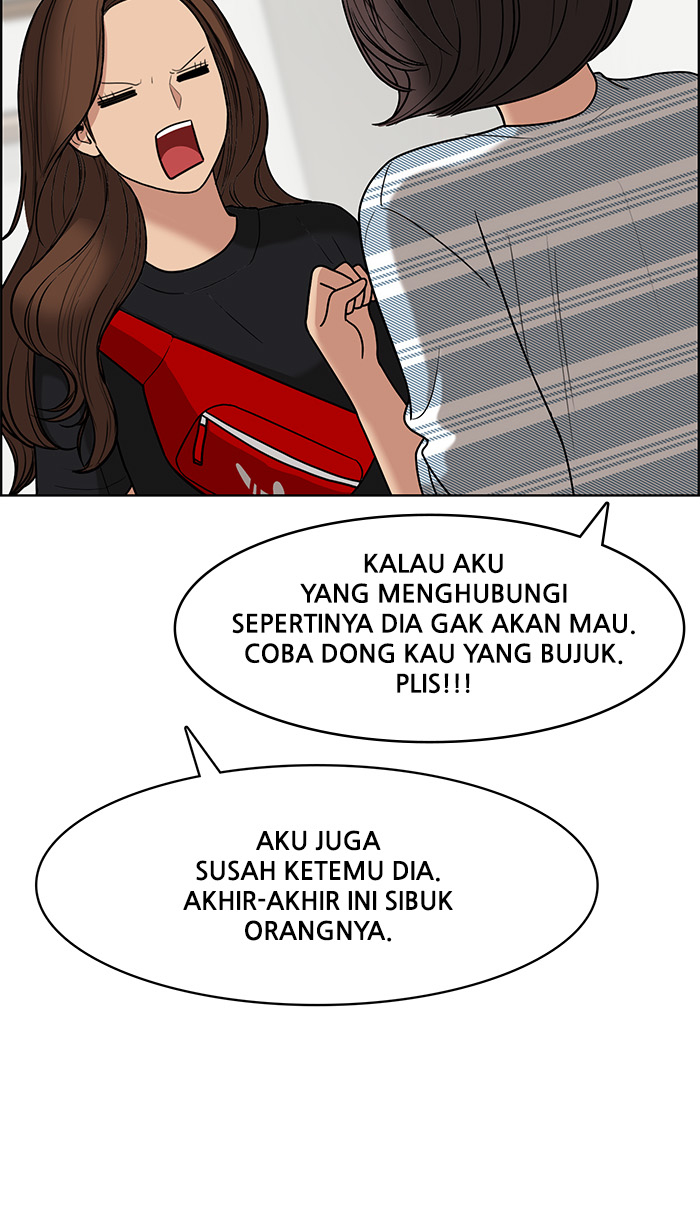 KALAU AKU
YANG MENGHUBUNGI
SEPERTINYA DIA GAK AKAN MAU.
COBA DONG KAU YANG BUJUK.
PLIS!!!
AKU JUGA
SUSAH KETEMU DIA.
AKHIR-AKHIR INI SIBUK
ORANGNYA.